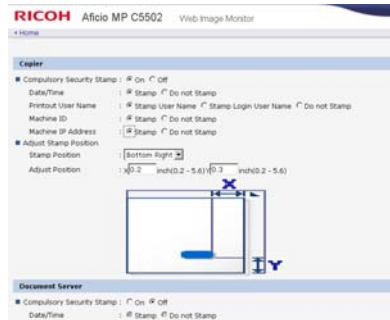 RICOH Aficio MP C5502 Web Image Monitor
Home
Copier
Compulsory Security Stamp : On Off
Date/Time : Stamp Do not Stamp
Printout User Name : Stamp User Name Stamp Login User Name Do not Stamp
Machine ID : Stamp Do not Stamp
Machine IP Address : Stamp Do not Stamp
Adjust Stamp Position
Stamp Position : Bottom Right
Adjust Position : X 0.2 inch(0.2 - 5.6) Y 0.3 inch(0.2 - 5.6)
X
Y
Document Server
Compulsory Security Stamp : On Off
Date/Time : Stamp Do not Stamp